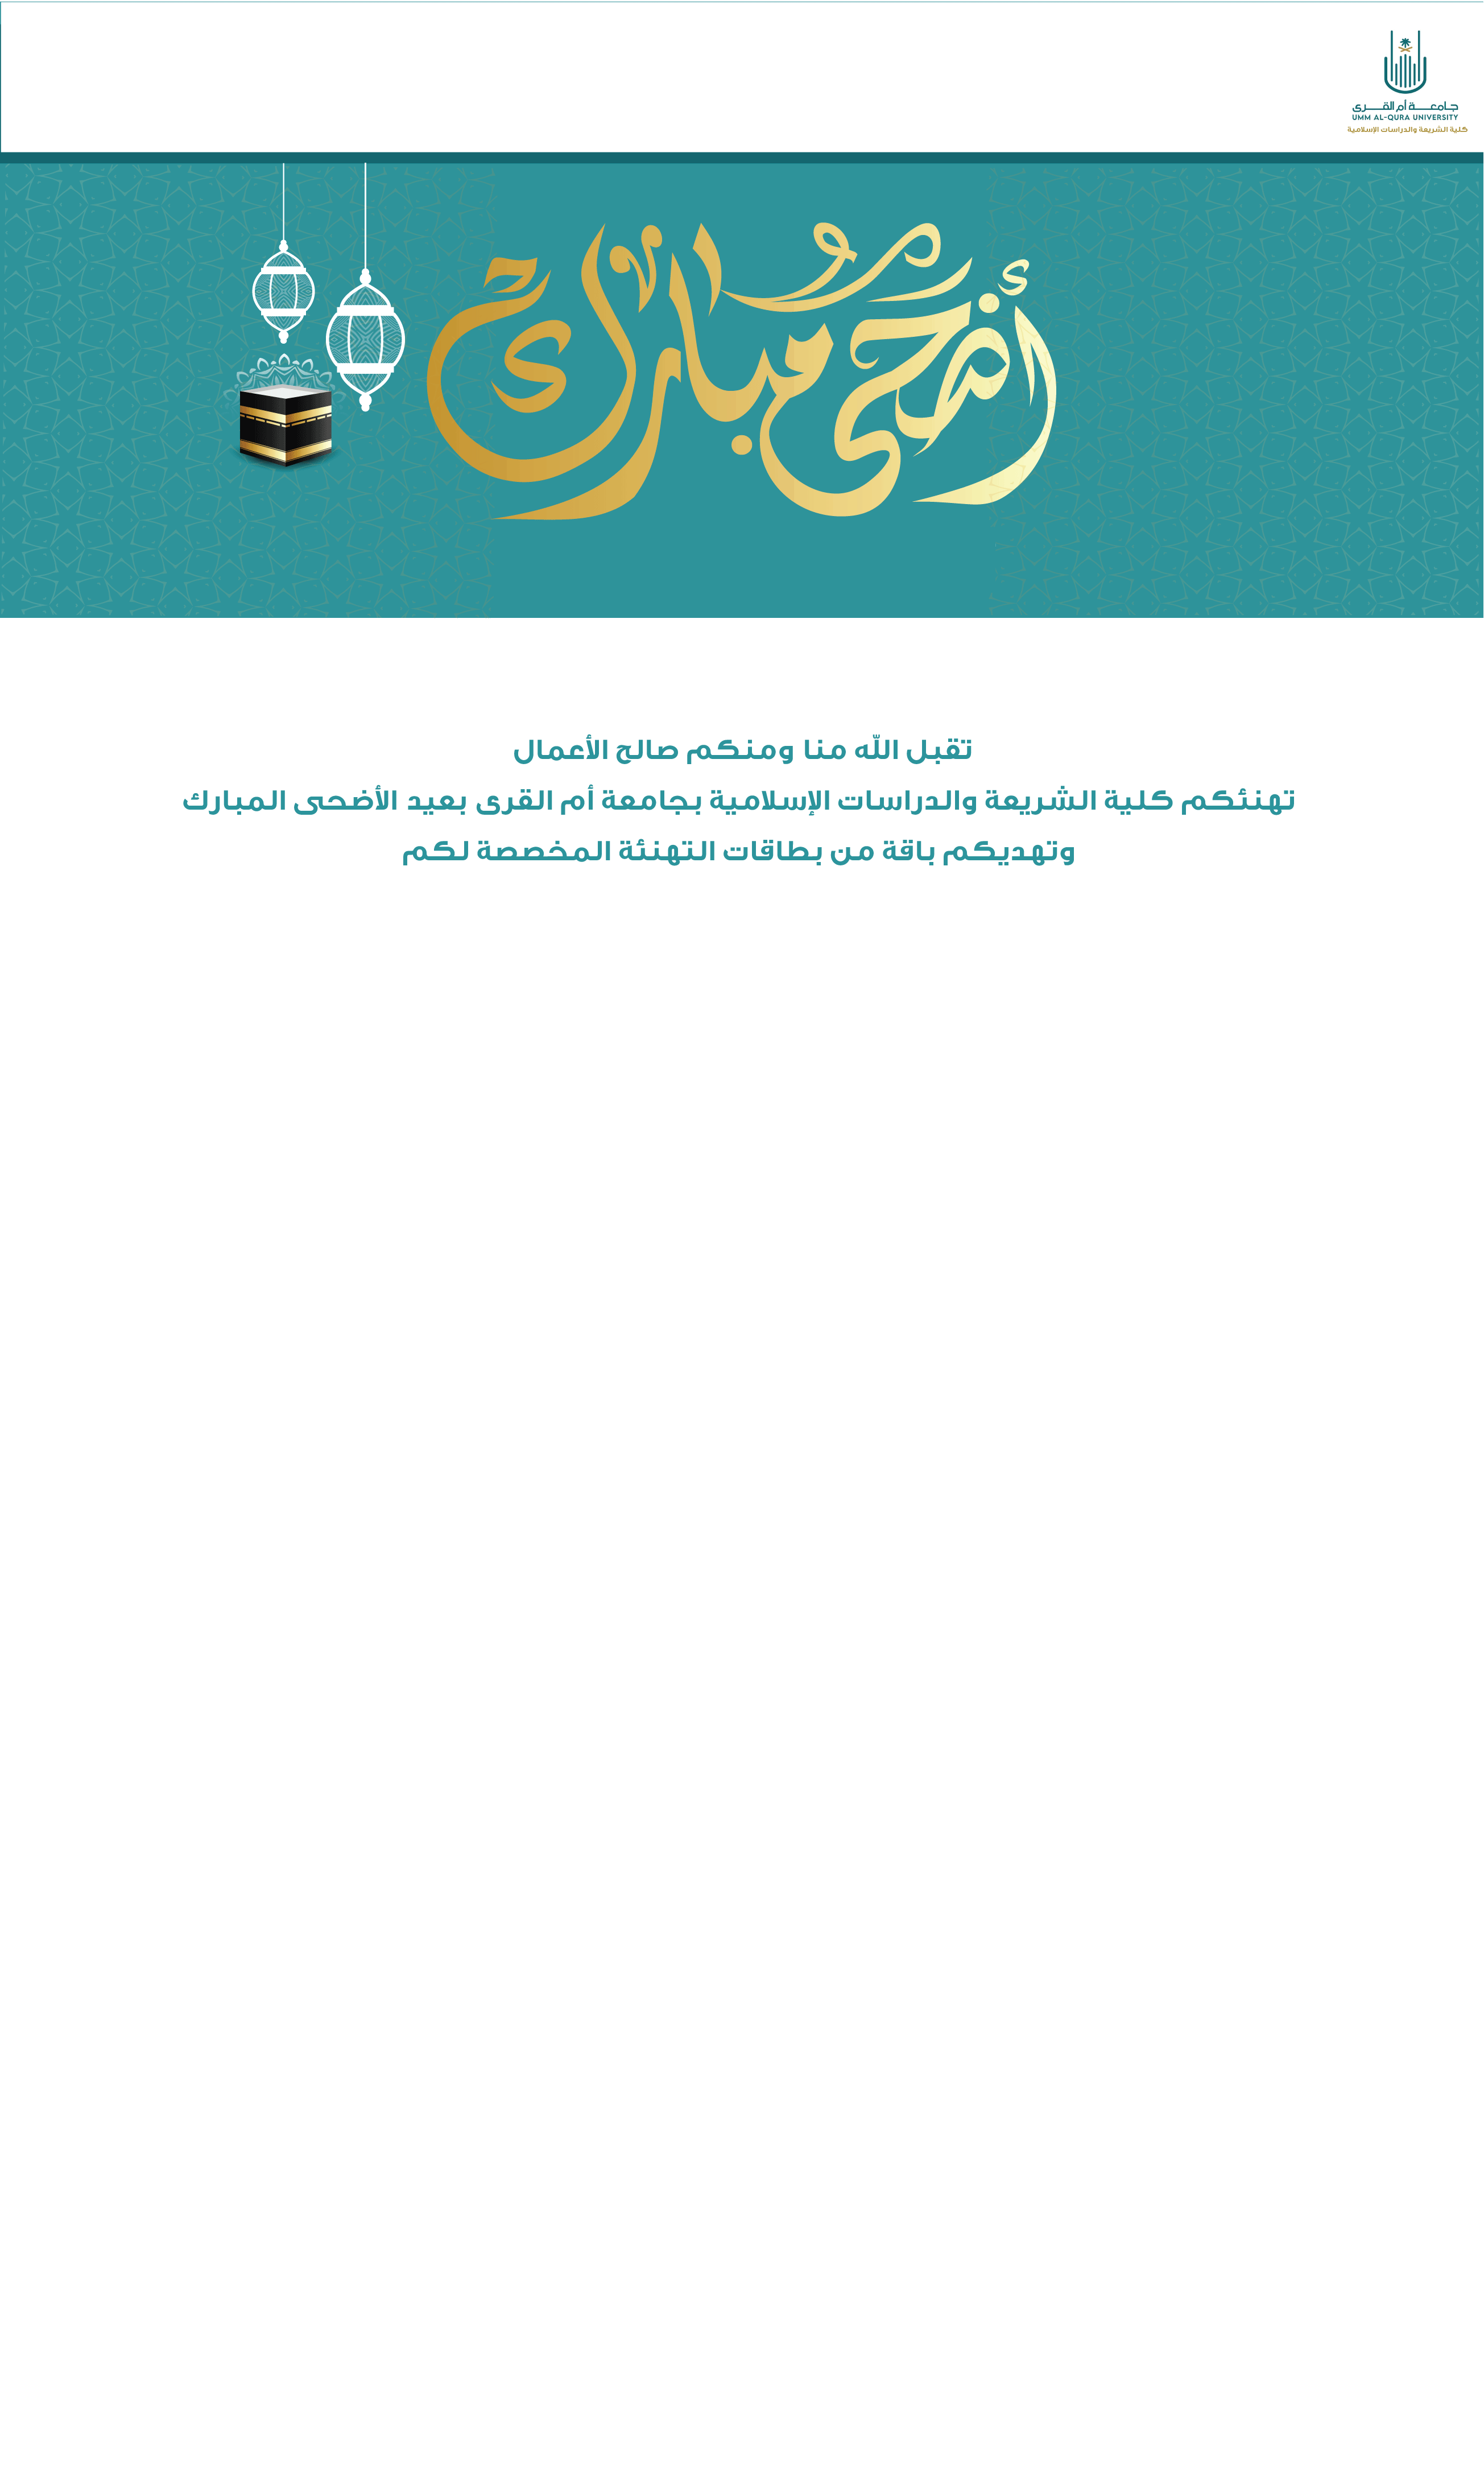 جامعة أم القرى
UMM AL-QURA UNIVERSITY
كلية الشريعة والدراسات الإسلامية
أضحى مبارك
تقبل الله منا ومنكم صالح الأعمال
تهنئكم كلية الشريعة والدراسات الإسلامية بجامعة أم القرى بعيد الأضحى المبارك
وتهديكم باقة من بطاقات التهنئة المخصصة لكم